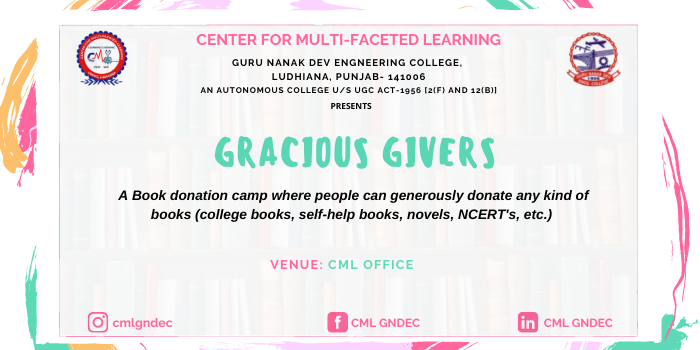 CENTER FOR MULTI-FACETED LEARNING
GURU NANAK DEV ENGNEERING COLLEGE,
LUDHIANA, PUNJAB- 141006
AN AUTONOMOUS COLLEGE U/S UGC ACT-1956 [2(F) AND 12(B)]
PRESENTS
GRACIOUS GIVERS
A Book donation camp where people can generously donate any kind of
books (college books, self-help books, novels, NCERT's, etc.)
VENUE: CML OFFICE
cmlgndec
CML GNDEC
CML GNDEC